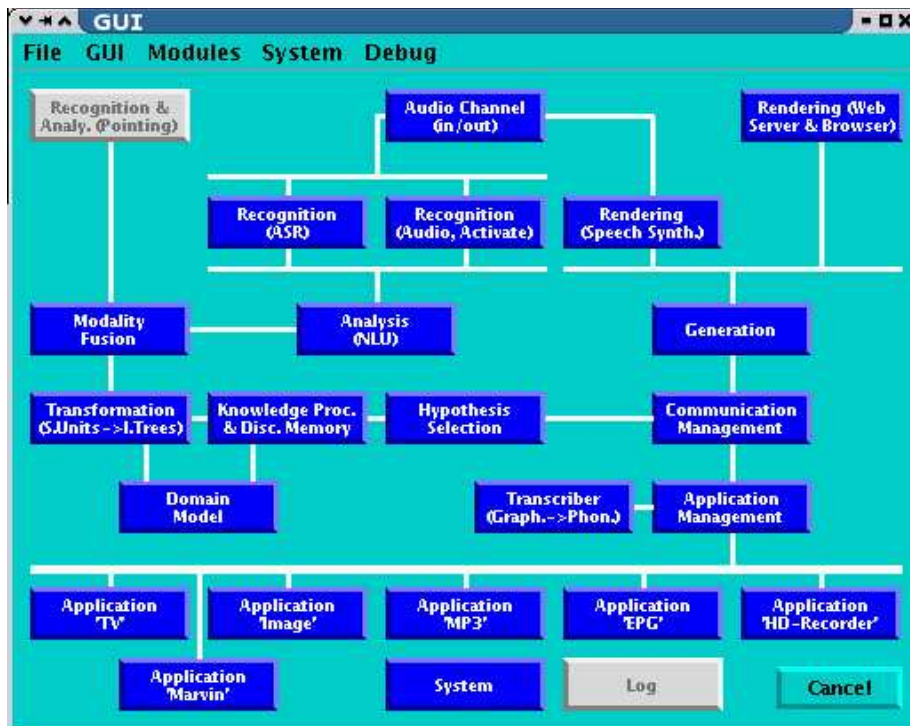 GUI
File GUI Modules System Debug
Recognition &
Analy. (Pointing)
Audio Channel
(in/out)
Rendering (Web
Server & Browser)
Recognition
(ASR)
Recognition
(Audio, Activate)
Rendering
(Speech Synth.)
Modality
Fusion
Analysis
(NLU)
Generation
Transformation
(S.Units->I.Trees)
Knowledge Proc.
& Disc. Memory
Hypothesis
Selection
Communication
Management
Domain
Model
Transcriber
(Graph.->Phon.)
Application
Management
Application
'TV'
Application
'Image'
Application
'MP3'
Application
'EPG'
Application
'HD-Recorder'
Application
'Marvin'
System
Log
Cancel